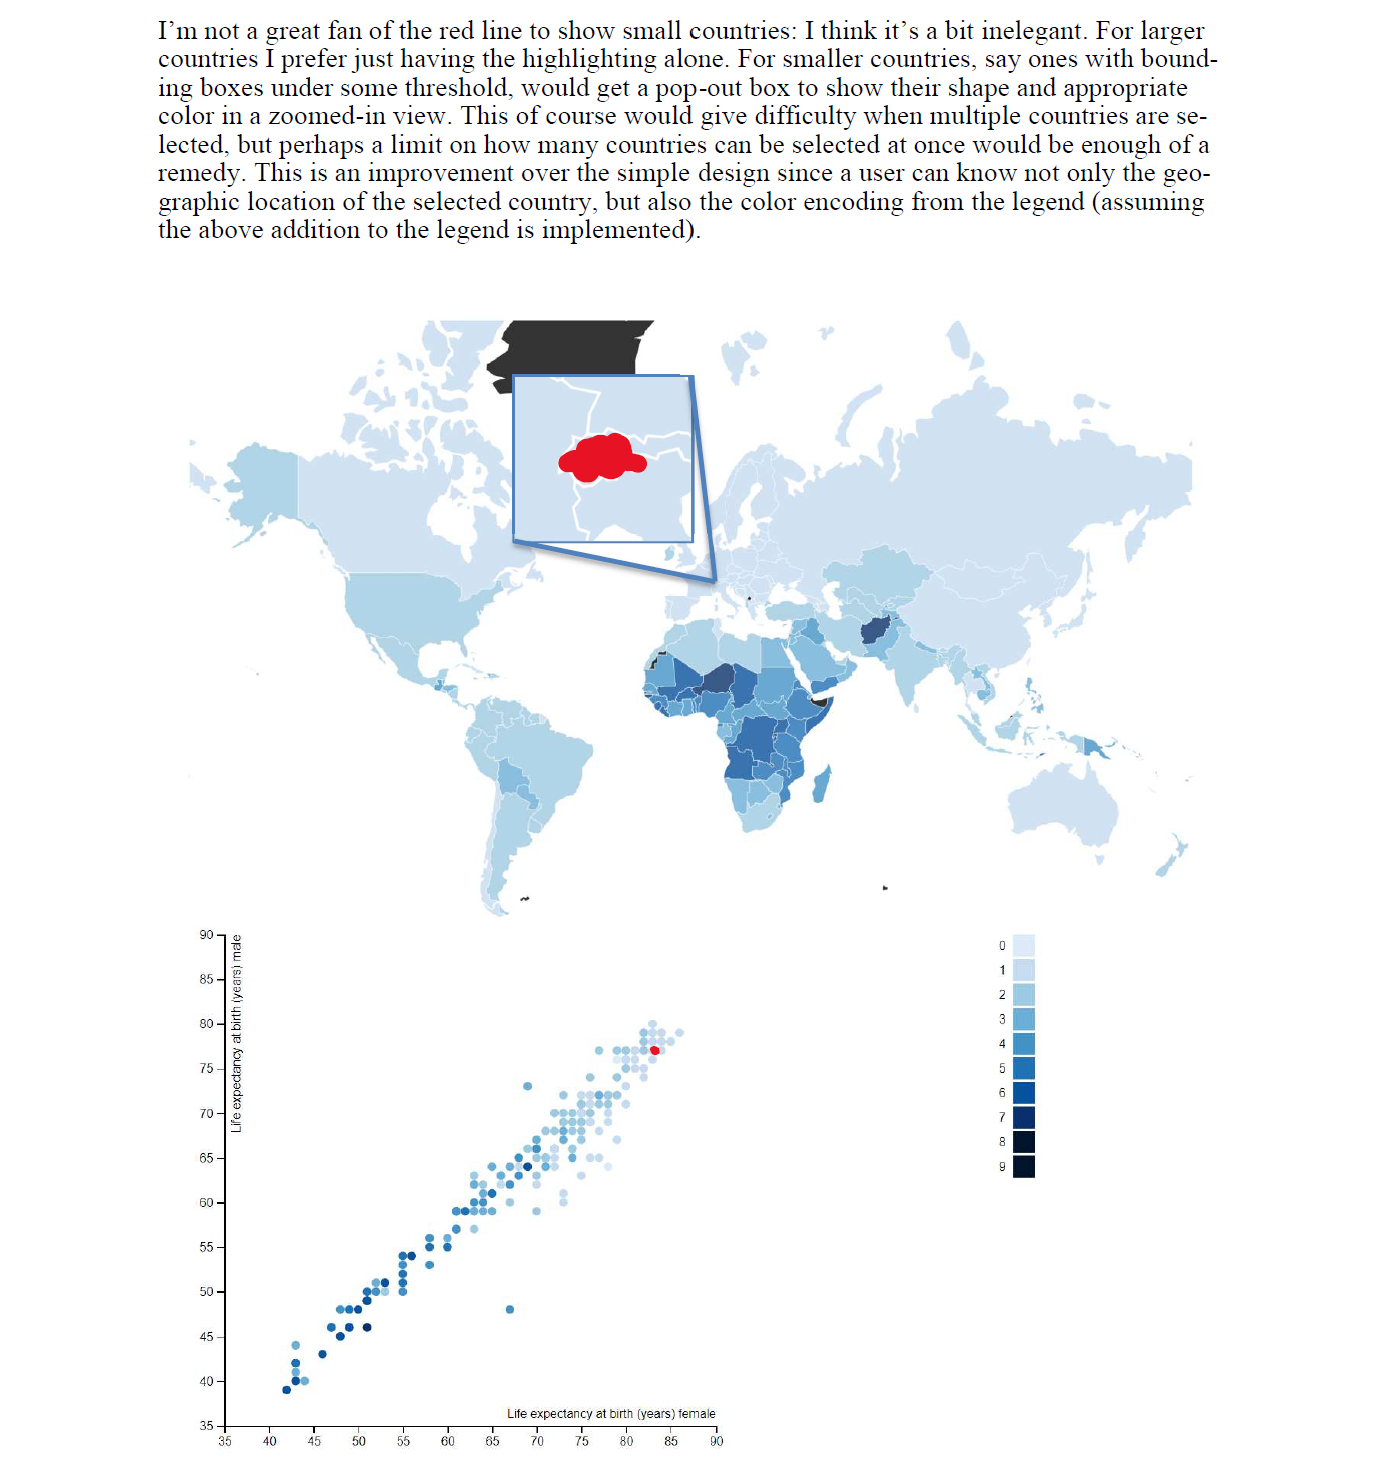 I’m not a great fan of the red line to show small countries: I think it’s a bit inelegant. For larger
countries I prefer just having the highlighting alone. For smaller countries, say ones with bound-
ing boxes under some threshold, would get a pop-out box to show their shape and appropriate
color in a zoomed-in view. This of course would give difficulty when multiple countries are se-
lected, but perhaps a limit on how many countries can be selected at once would be enough of a
remedy. This is an improvement over the simple design since a user can know not only the geo-
graphic location of the selected country, but also the color encoding from the legend (assuming
the above addition to the legend is implemented).
90
85
80
75
70
65
60
55
50
45
40
35
Life expectancy at birth (years) male
Life expectancy at birth (years) female
35 40 45 50 55 60 65 70 75 80 85 90
0
1
2
3
4
5
6
7
8
9